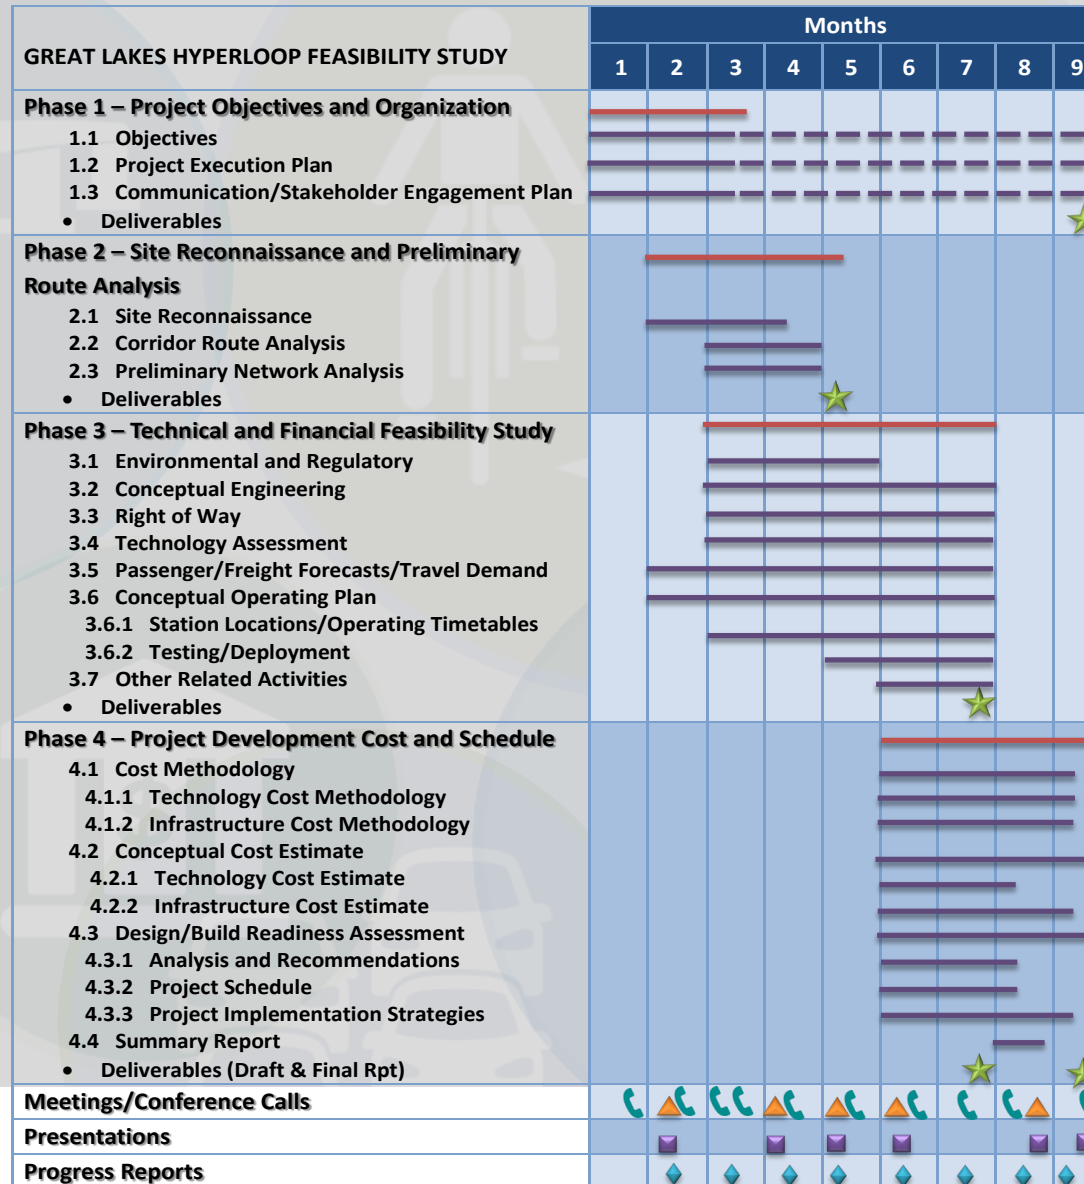 Months
GREAT LAKES HYPERLOOP FEASIBILITY STUDY
1 2 3 4 5 6 7 8 9
Phase 1 – Project Objectives and Organization
1.1 Objectives
1.2 Project Execution Plan
1.3 Communication/Stakeholder Engagement Plan
• Deliverables
Phase 2 – Site Reconnaissance and Preliminary
Route Analysis
2.1 Site Reconnaissance
2.2 Corridor Route Analysis
2.3 Preliminary Network Analysis
• Deliverables
Phase 3 – Technical and Financial Feasibility Study
3.1 Environmental and Regulatory
3.2 Conceptual Engineering
3.3 Right of Way
3.4 Technology Assessment
3.5 Passenger/Freight Forecasts/Travel Demand
3.6 Conceptual Operating Plan
3.6.1 Station Locations/Operating Timetables
3.6.2 Testing/Deployment
3.7 Other Related Activities
• Deliverables
Phase 4 – Project Development Cost and Schedule
4.1 Cost Methodology
4.1.1 Technology Cost Methodology
4.1.2 Infrastructure Cost Methodology
4.2 Conceptual Cost Estimate
4.2.1 Technology Cost Estimate
4.2.2 Infrastructure Cost Estimate
4.3 Design/Build Readiness Assessment
4.3.1 Analysis and Recommendations
4.3.2 Project Schedule
4.3.3 Project Implementation Strategies
4.4 Summary Report
• Deliverables (Draft & Final Rpt)
Meetings/Conference Calls
Presentations
Progress Reports